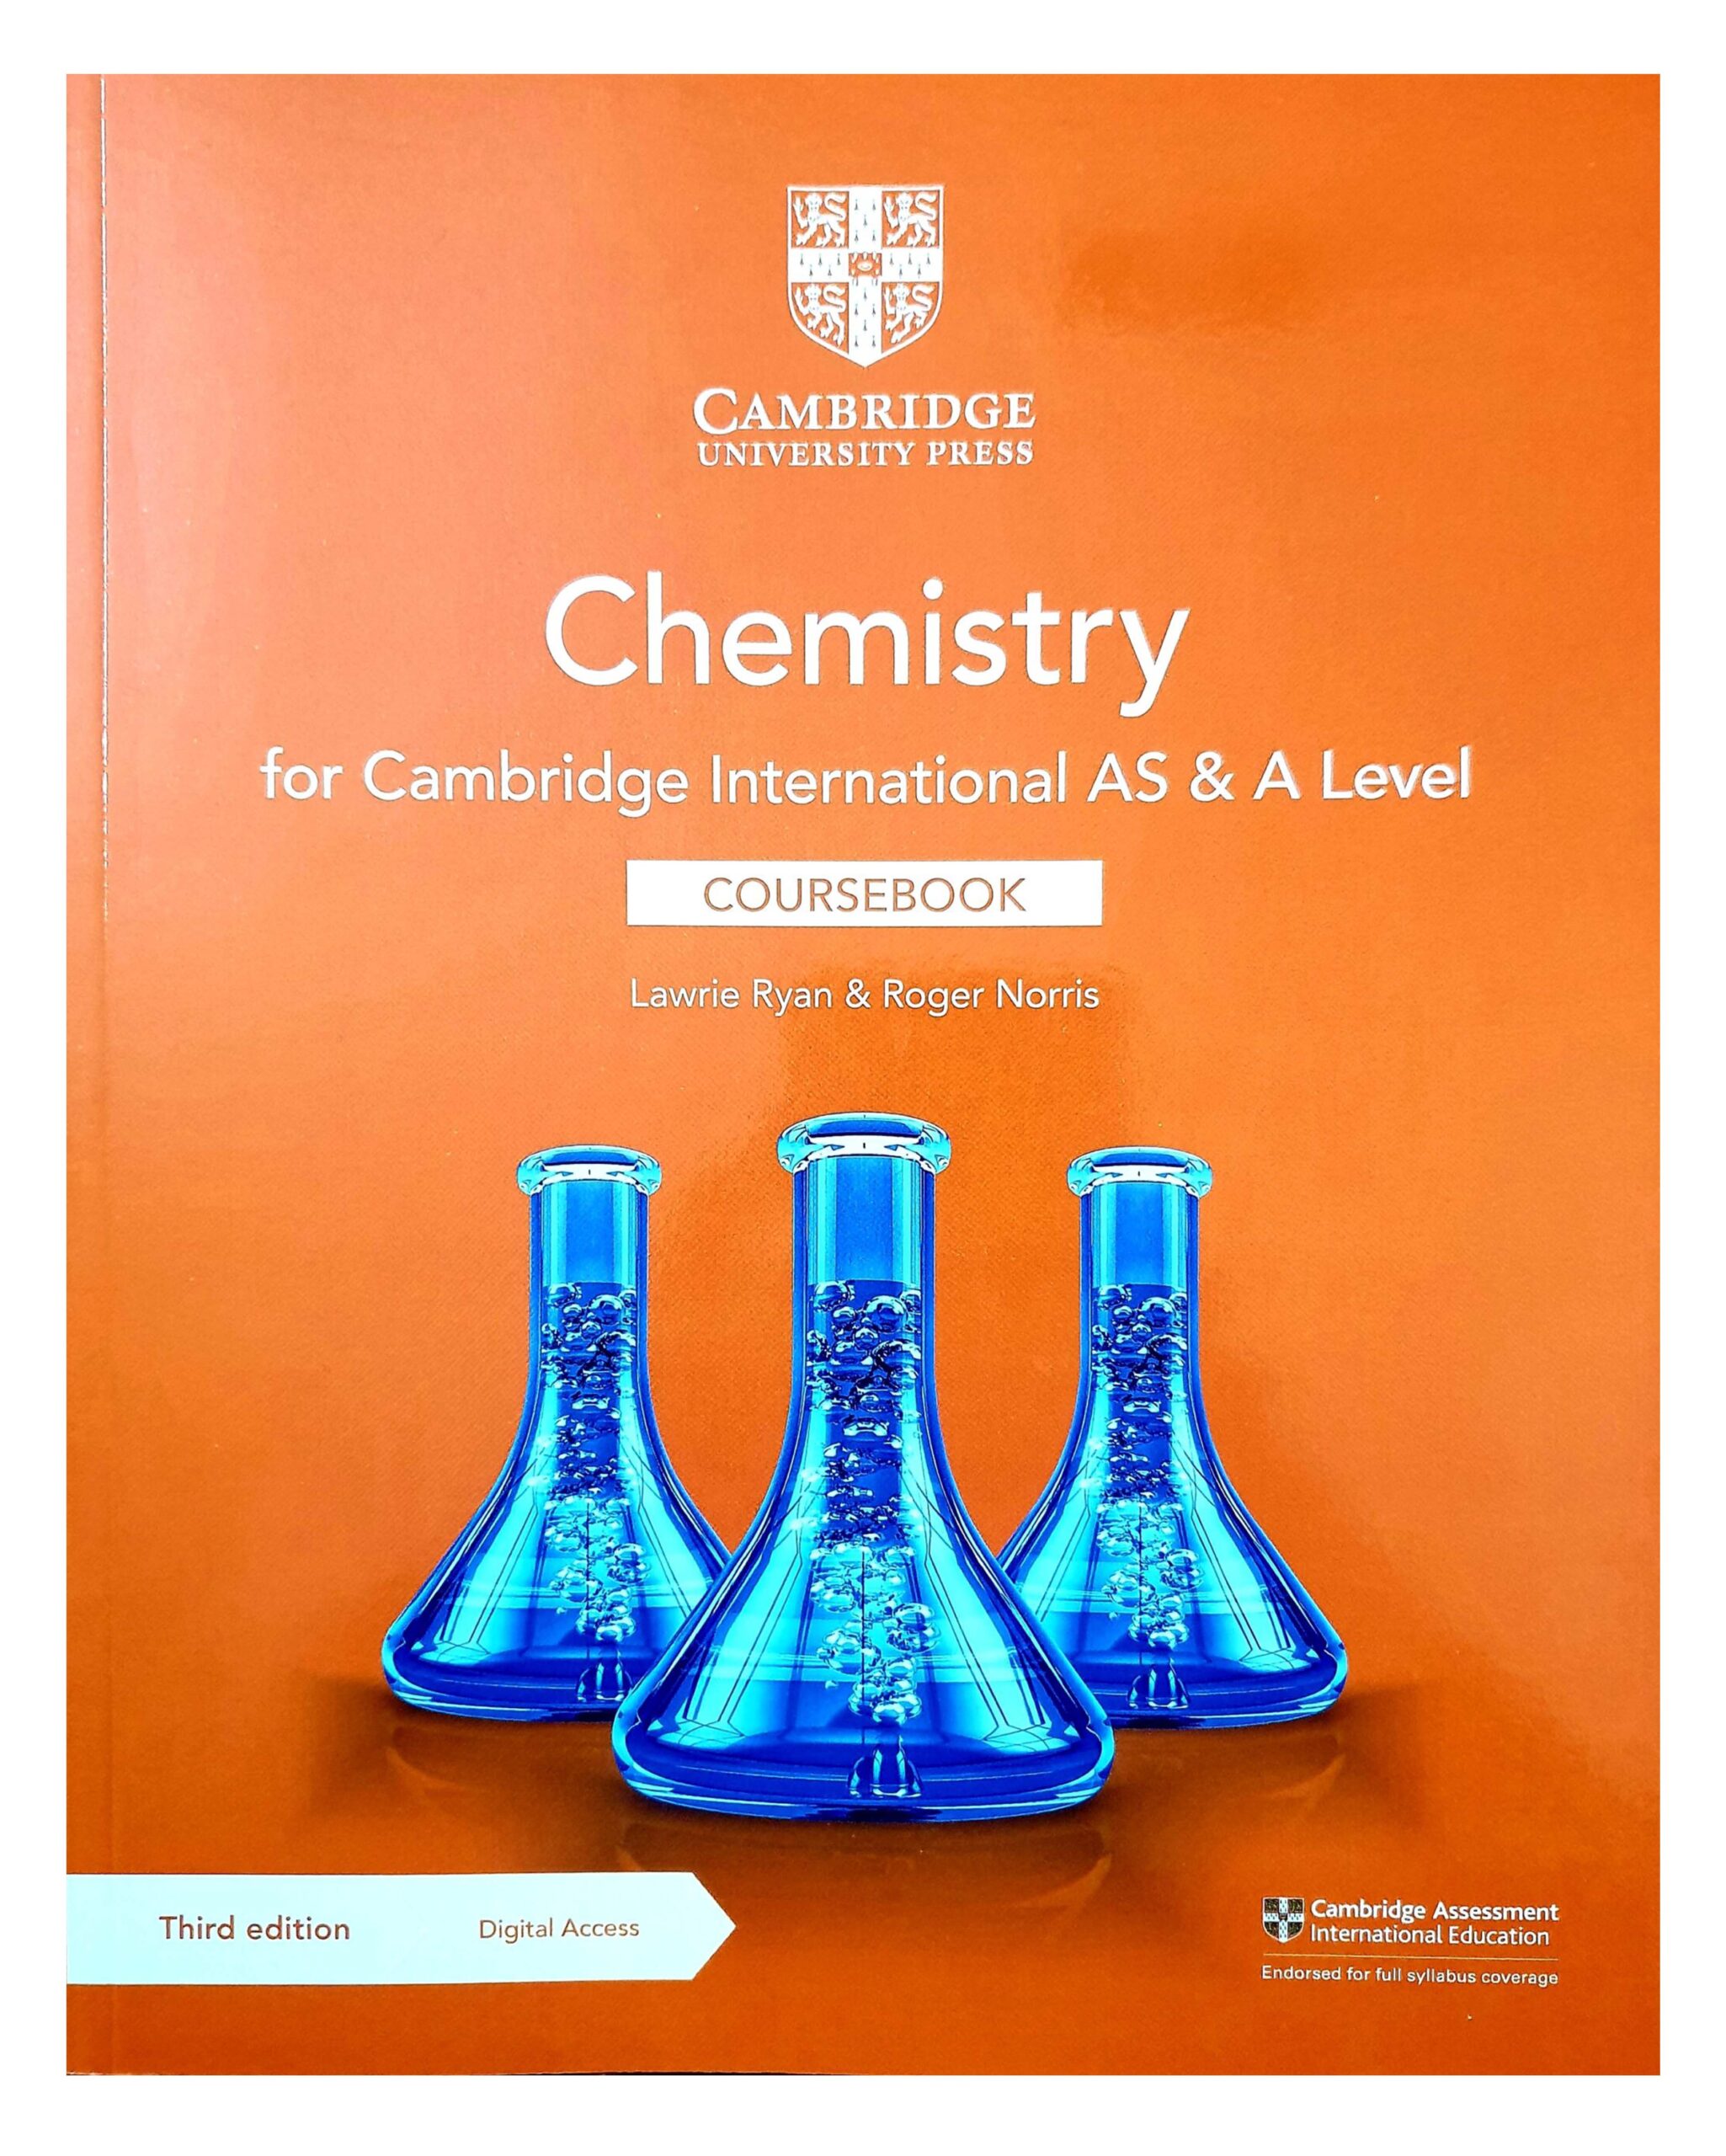 CAMBRIDGE
UNIVERSITY PRESS
Chemistry
for Cambridge International AS & A Level
COURSEBOOK
Lawrie Ryan & Roger Norris
Third edition
Digital Access
Cambridge Assessment
International Education
Endorsed for full syllabus coverage